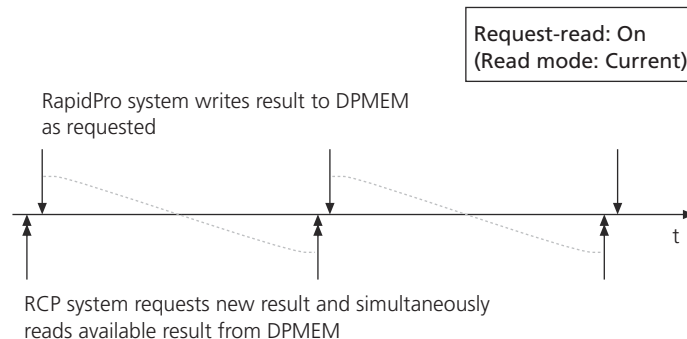 Request-read: On
(Read mode: Current)
RapidPro system writes result to DPMEM
as requested
t
RCP system requests new result and simultaneously
reads available result from DPMEM